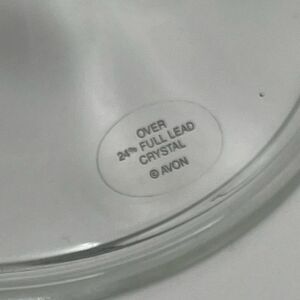 OVER
24% FULL LEAD
CRYSTAL
© AVON